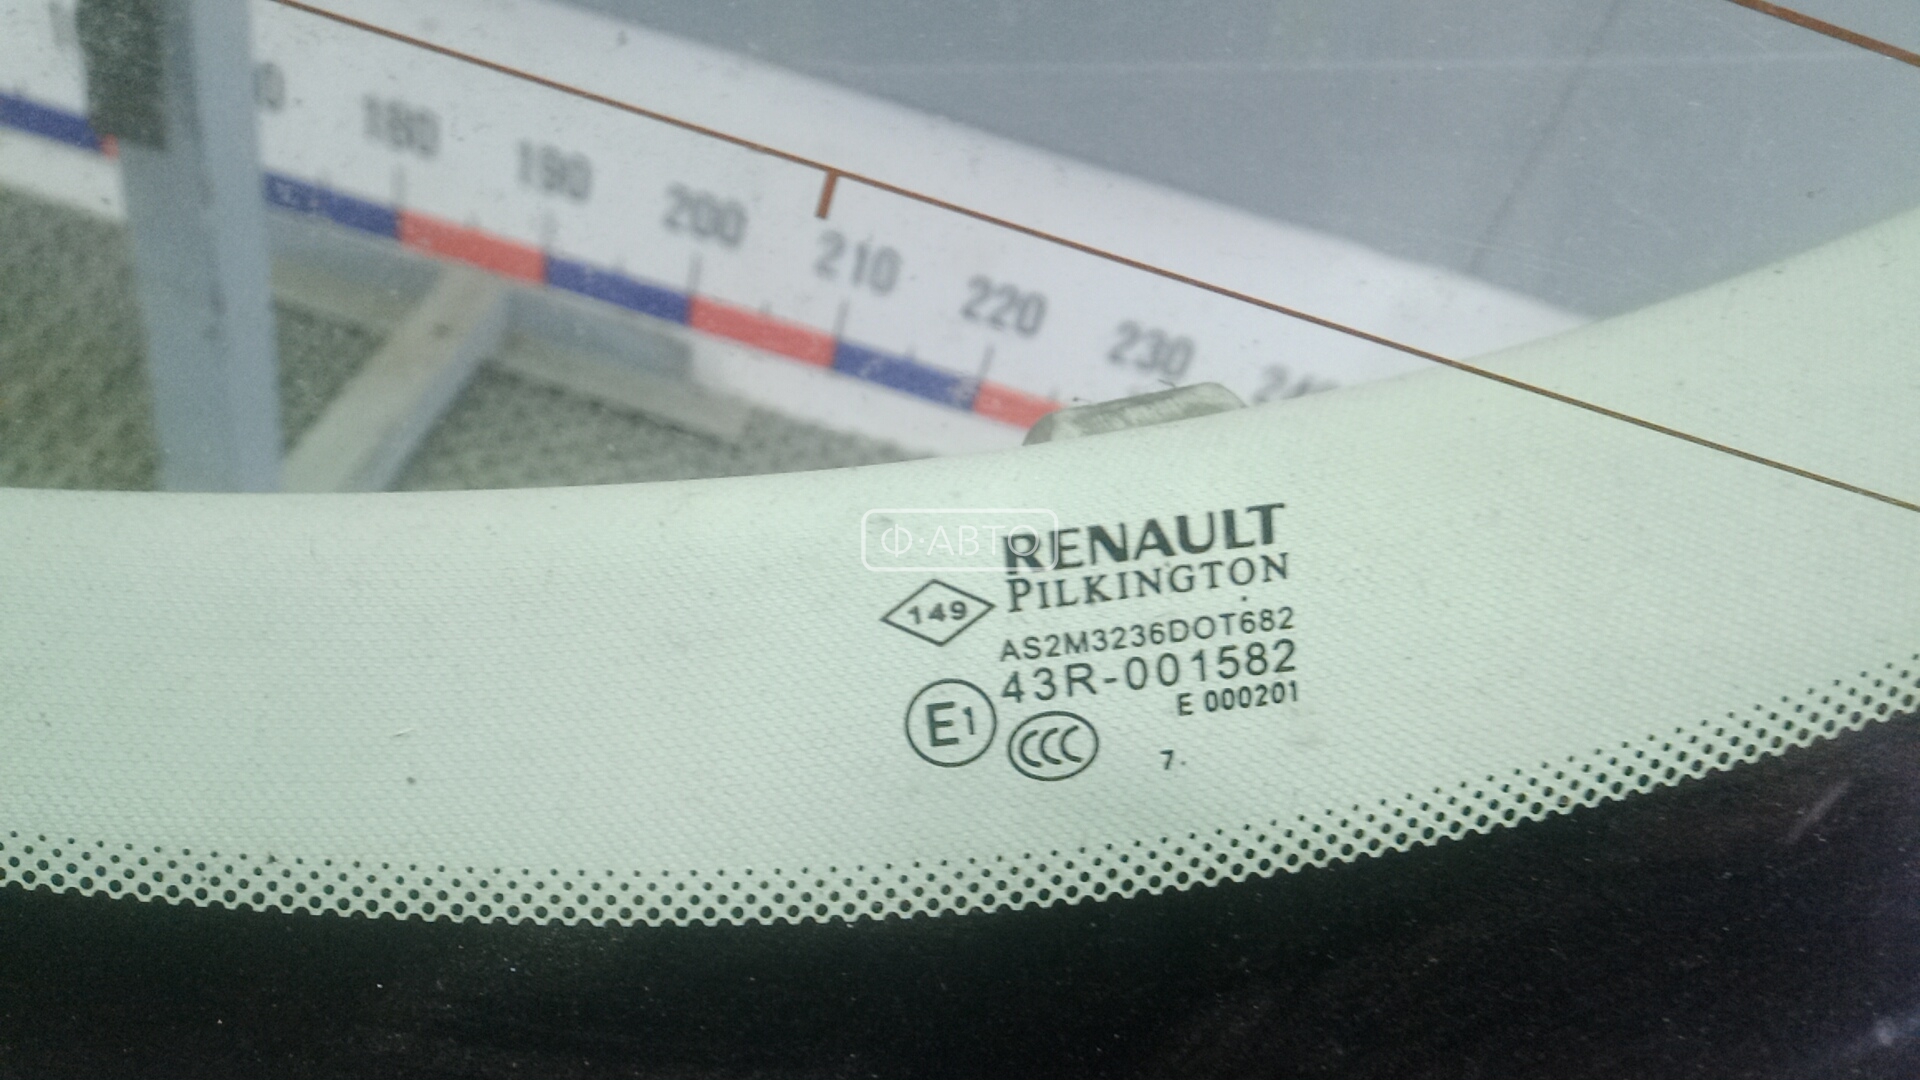 180 190 200 210 220 230
Ф·АВТО
RENAULT
PILKINGTON
149
AS2M3236DOT682
43R-001582
E 000201
E1
CCC
7.